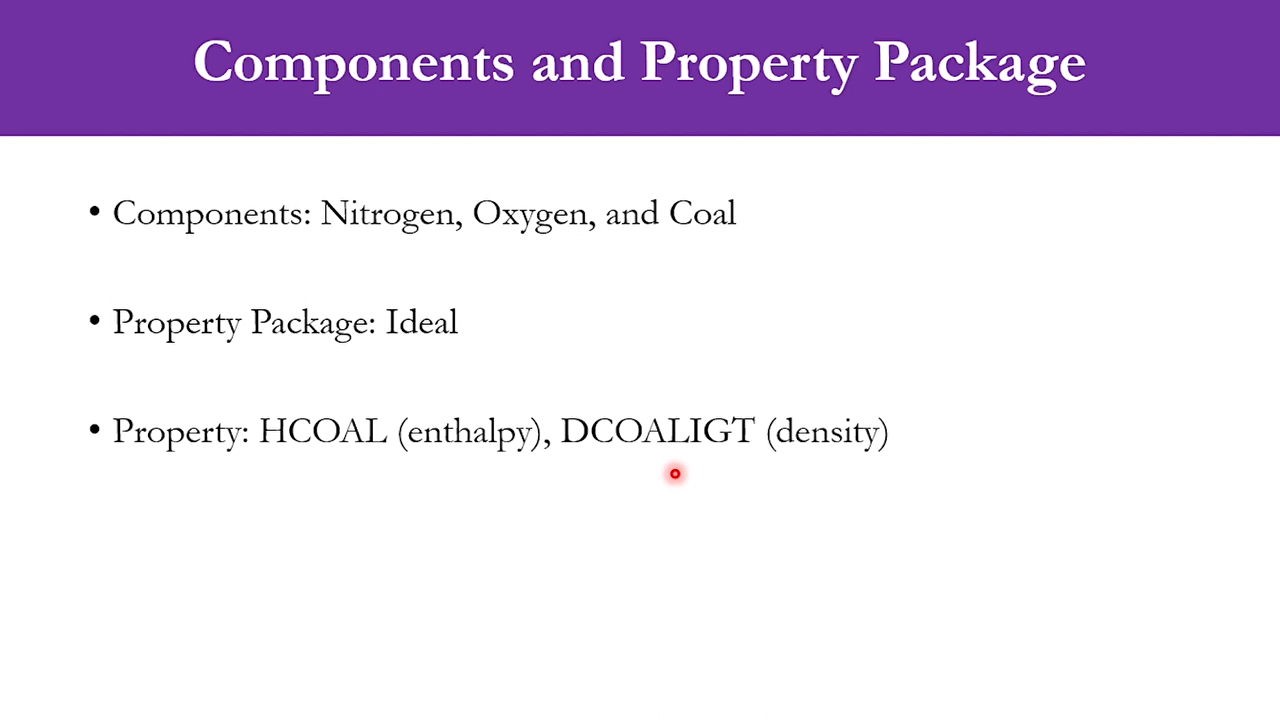 Components and Property Package
• Components: Nitrogen, Oxygen, and Coal
• Property Package: Ideal
• Property: HCOAL (enthalpy), DCOALIGT (density)